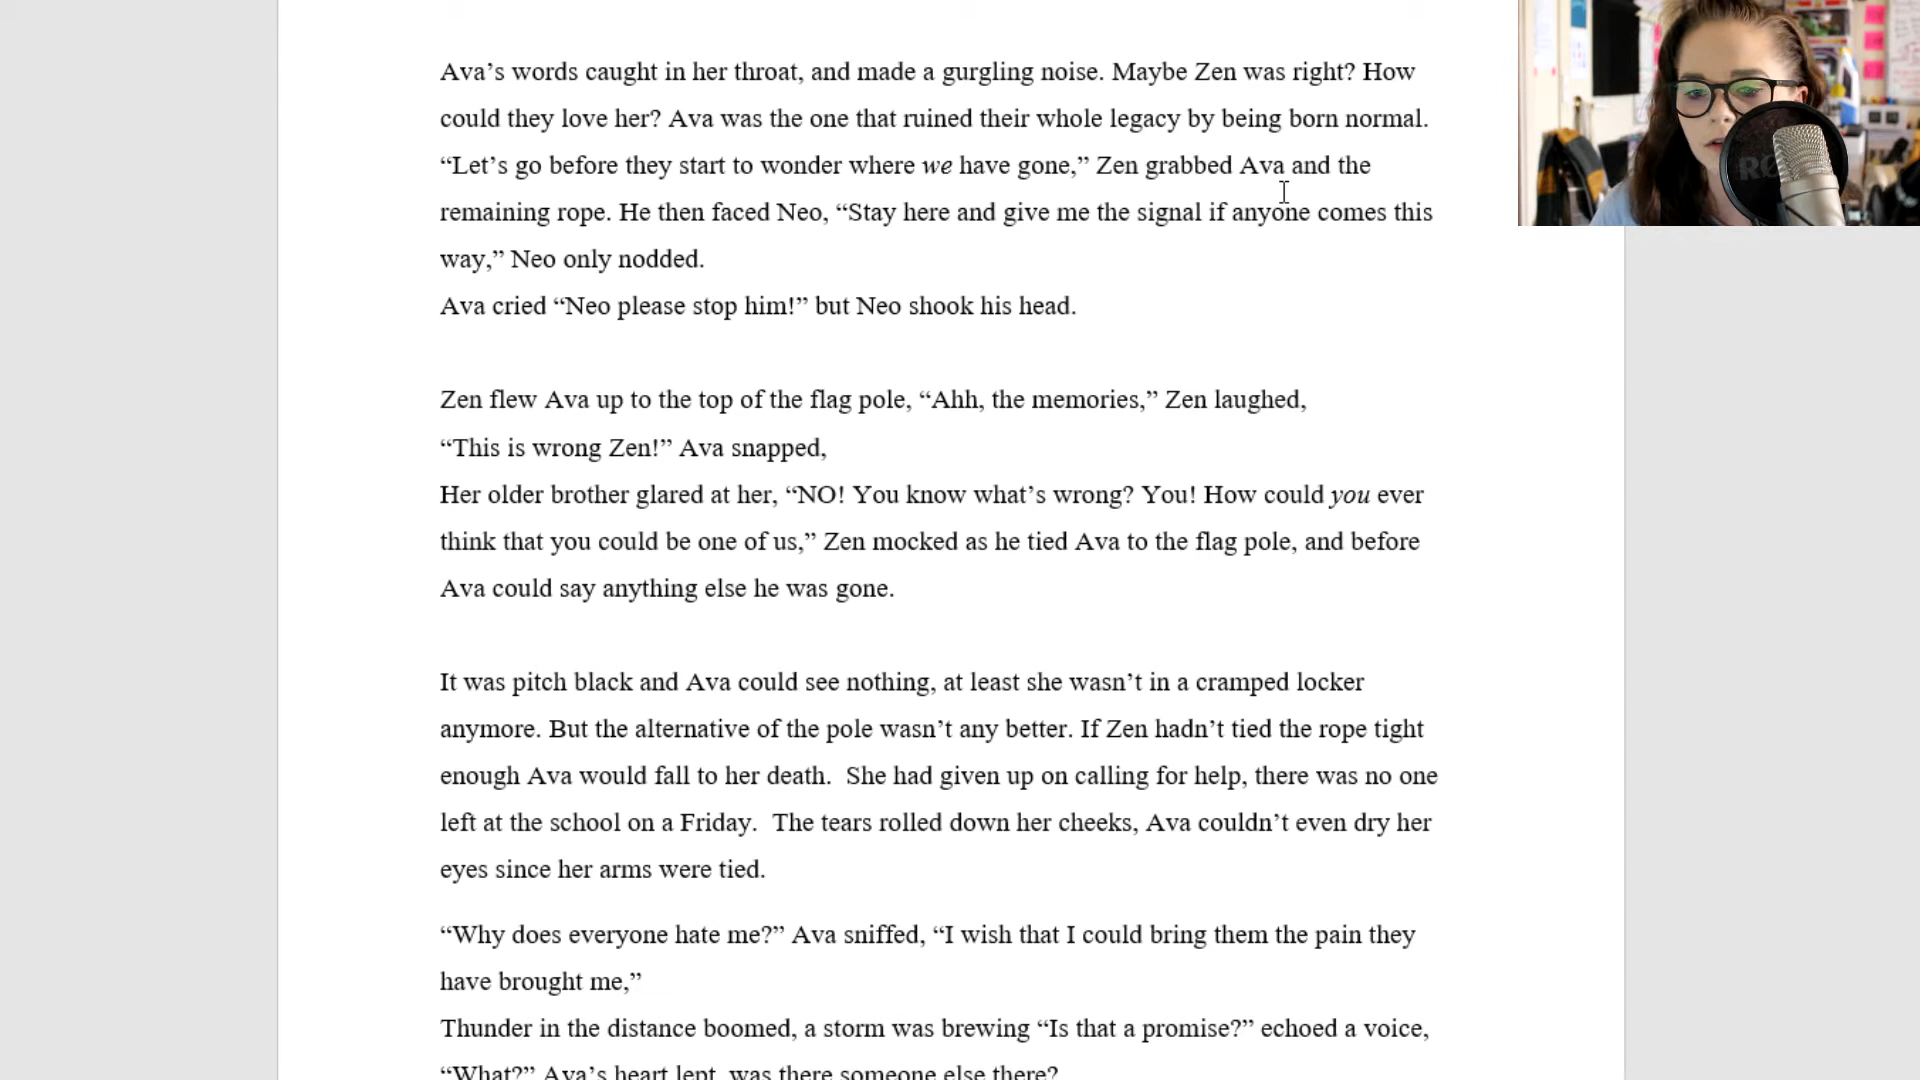 Ava’s words caught in her throat, and made a gurgling noise. Maybe Zen was right? How
could they love her? Ava was the one that ruined their whole legacy by being born normal.
“Let’s go before they start to wonder where we have gone,” Zen grabbed Ava and the
remaining rope. He then faced Neo, “Stay here and give me the signal if anyone comes this
way,” Neo only nodded.
Ava cried “Neo please stop him!” but Neo shook his head.
Zen flew Ava up to the top of the flag pole, “Ahh, the memories,” Zen laughed,
“This is wrong Zen!” Ava snapped,
Her older brother glared at her, “NO! You know what’s wrong? You! How could you ever
think that you could be one of us,” Zen mocked as he tied Ava to the flag pole, and before
Ava could say anything else he was gone.
It was pitch black and Ava could see nothing, at least she wasn’t in a cramped locker
anymore. But the alternative of the pole wasn’t any better. If Zen hadn’t tied the rope tight
enough Ava would fall to her death.  She had given up on calling for help, there was no one
left at the school on a Friday.  The tears rolled down her cheeks, Ava couldn’t even dry her
eyes since her arms were tied.
“Why does everyone hate me?” Ava sniffed, “I wish that I could bring them the pain they
have brought me,”
Thunder in the distance boomed, a storm was brewing “Is that a promise?” echoed a voice,
“What?” Ava’s heart lept, was there someone else there?